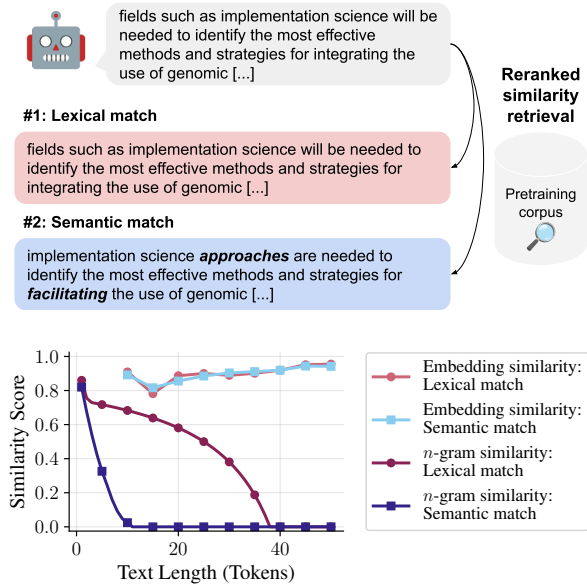 fields such as implementation science will be
needed to identify the most effective
methods and strategies for integrating the
use of genomic [...]
Reranked
similarity
retrieval
#1: Lexical match
fields such as implementation science will be needed to
identify the most effective methods and strategies for
integrating the use of genomic [...]
Pretraining
corpus
#2: Semantic match
implementation science approaches are needed to
identify the most effective methods and strategies for
facilitating the use of genomic [...]
Similarity Score
1.0
0.8
0.6
0.4
0.2
0.0
0
20
40
Text Length (Tokens)
Embedding similarity:
Lexical match
Embedding similarity:
Semantic match
n-gram similarity:
Lexical match
n-gram similarity:
Semantic match